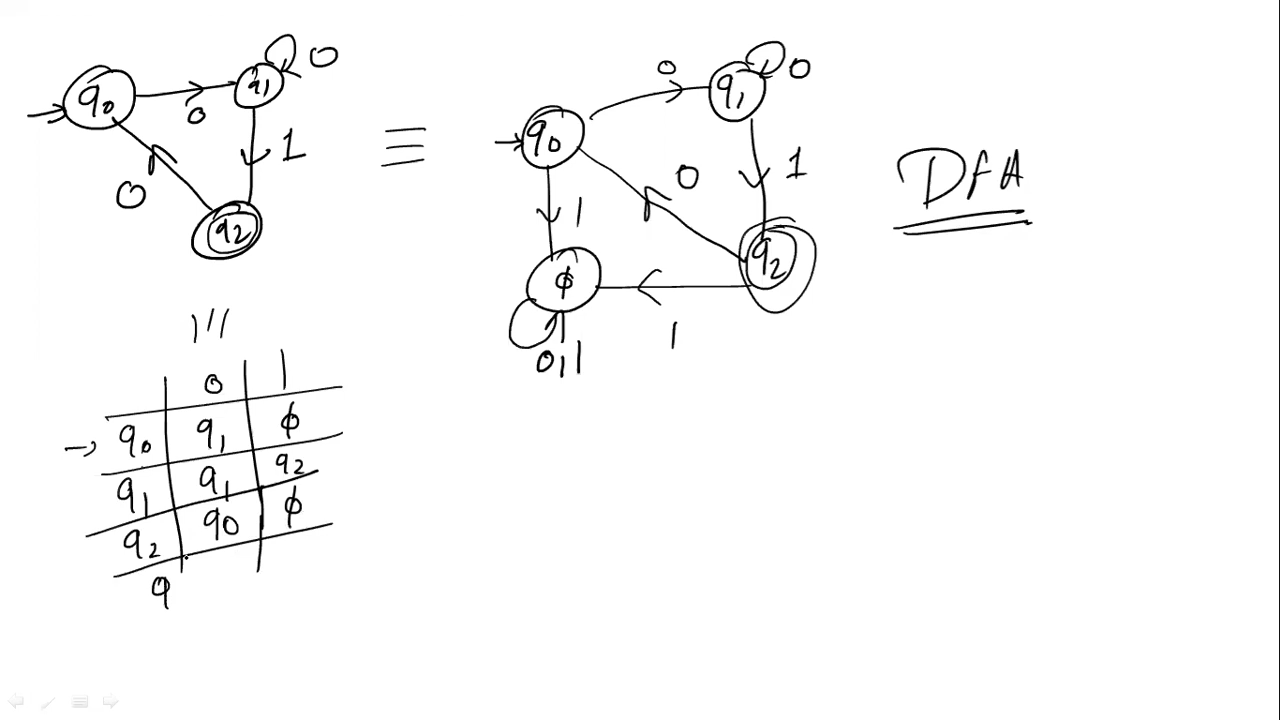 q₀ 0 q₁ 0
1
0
q₂
≡
q₀ 0 q₁ 0
1
0
1
ϕ
q₂
1
0,1
DfA
0 1
→ q₀ q₁ ϕ
q₁ q₁ q₂
q₂ q0 ϕ